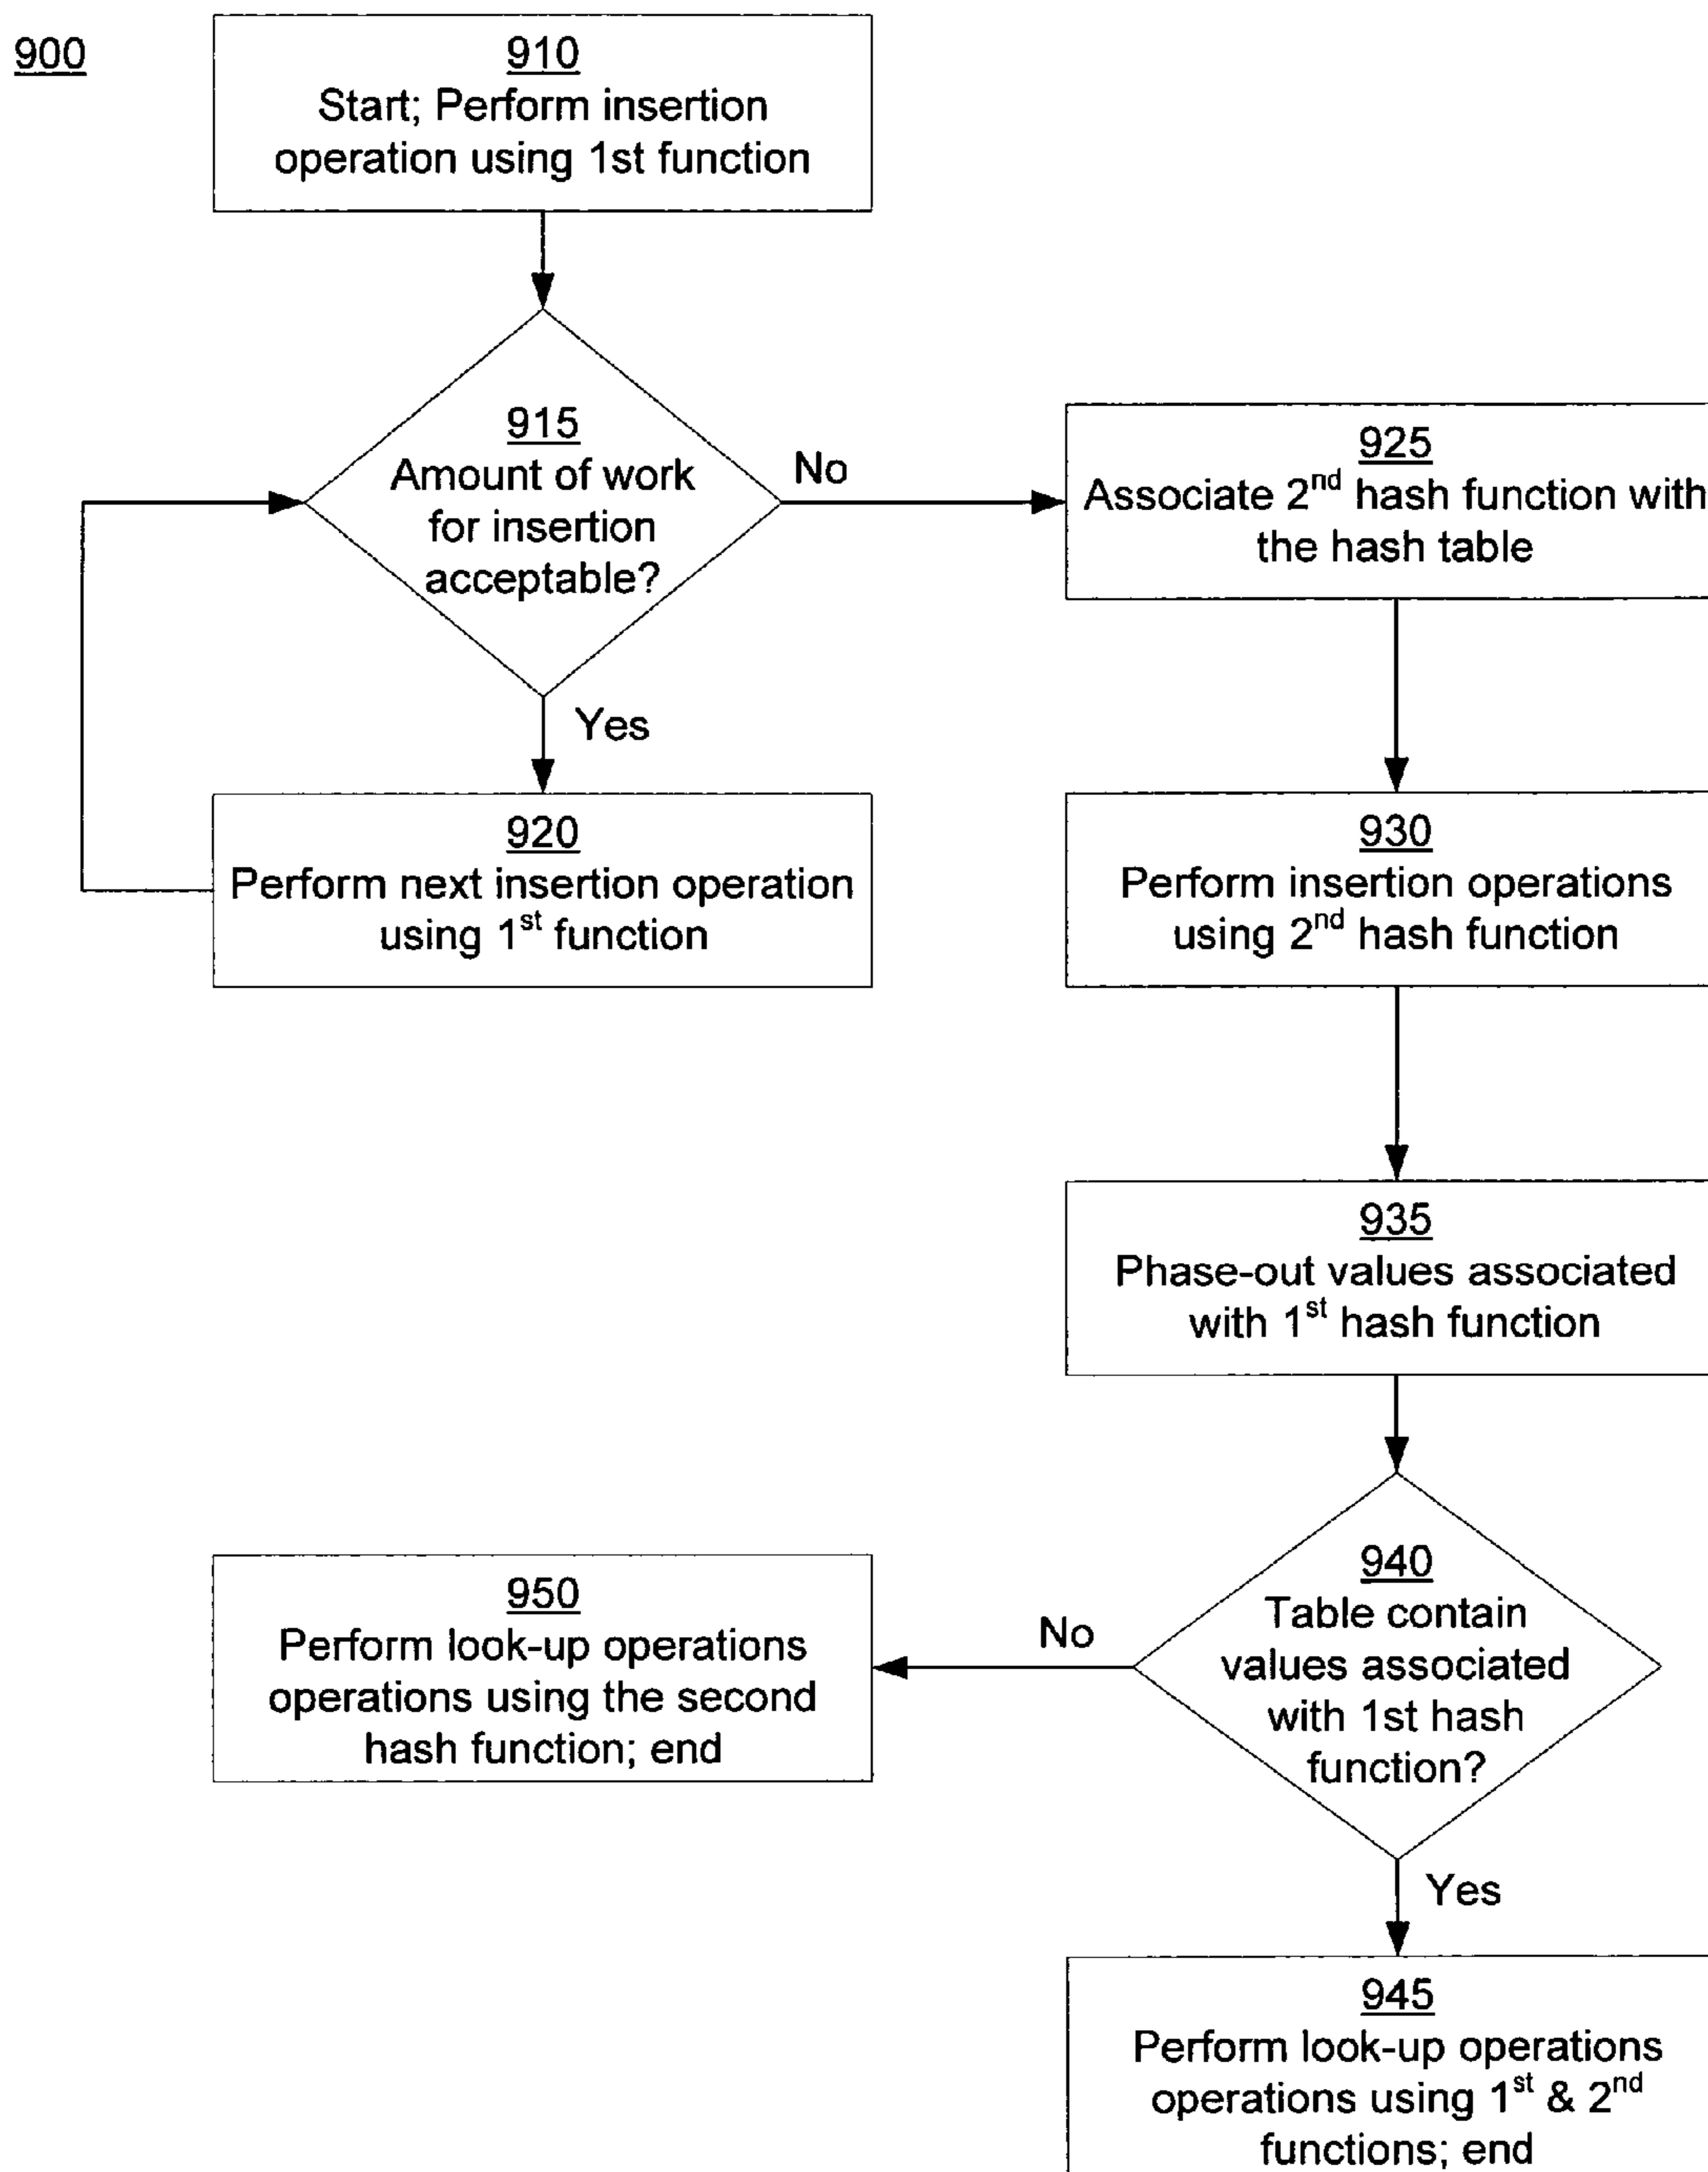 900
910
Start; Perform insertion
operation using 1st function
915
Amount of work
for insertion
acceptable?
No
925
Associate 2nd hash function with
the hash table
Yes
920
Perform next insertion operation
using 1st function
930
Perform insertion operations
using 2nd hash function
935
Phase-out values associated
with 1st hash function
940
Table contain
values associated
with 1st hash
function?
No
950
Perform look-up operations
operations using the second
hash function; end
Yes
945
Perform look-up operations
operations using 1st & 2nd
functions; end